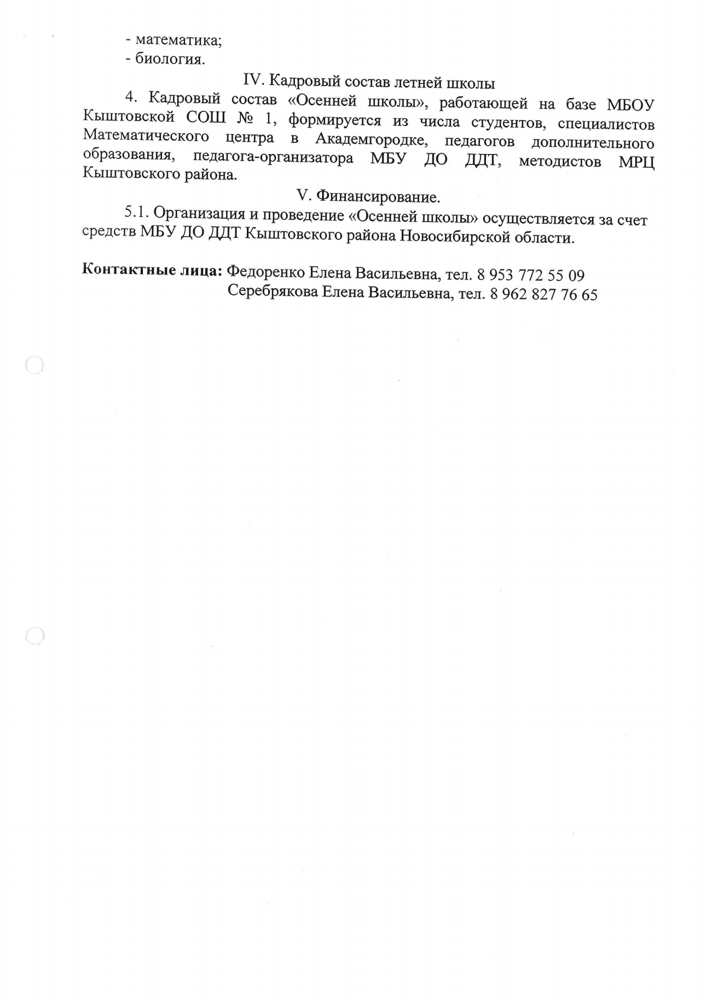 - математика;
- биология.
IV. Кадровый состав летней школы
4. Кадровый состав «Осенней школы», работающей на базе МБОУ
Кыштовской СОШ № 1, формируется из числа студентов, специалистов
Математического центра в Академгородке, педагогов дополнительного
образования, педагога-организатора МБУ ДО ДДТ, методистов МРЦ
Кыштовского района.
V. Финансирование.
5.1. Организация и проведение «Осенней школы» осуществляется за счет
средств МБУ ДО ДДТ Кыштовского района Новосибирской области.
Контактные лица: Федоренко Елена Васильевна, тел. 8 953 772 55 09
Серебрякова Елена Васильевна, тел. 8 962 827 76 65